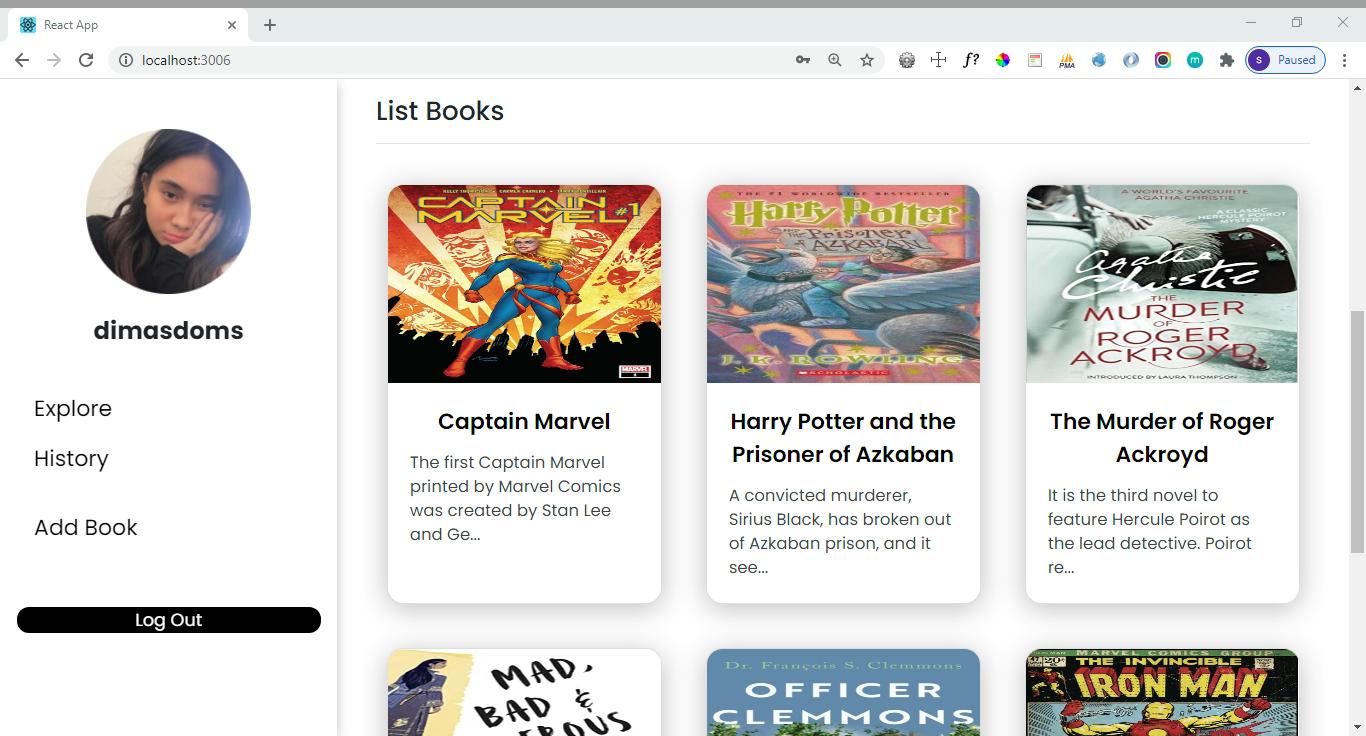 React App
localhost:3006
f?
PMA
m
S
Paused
dimasdoms
Explore
History
Add Book
Log Out
List Books
KELLY THOMPSON • CARMEN CARNERO •
CAPTAIN
MARVEL #1
MARVEL
Captain Marvel
The first Captain Marvel
printed by Marvel Comics
was created by Stan Lee
and Ge...
THE #1 WORLDWIDE BESTSELLER
Harry Potter
AND THE
Prisoner
of AZKABAN
J. K. ROWLING
SCHOLASTIC
Harry Potter and the
Prisoner of Azkaban
A convicted murderer,
Sirius Black, has broken out
of Azkaban prison, and it
see...
A WORLD'S FAVOURITE
AGATHA CHRISTIE
A CLASSIC
HERCULE POIROT
MYSTERY
Agatha
Christie
THE
MURDER
OF
ROGER
ACKROYD
INTRODUCED BY LAURA THOMPSON
The Murder of Roger
Ackroyd
It is the third novel to
feature Hercule Poirot as
the lead detective. Poirot
re...
MAD,
BAD &
Dr. François S. Clemmons
OFFICER
CLEMMONS
MARVEL COMICS GROUP
THE INVINCIBLE
IRON MAN